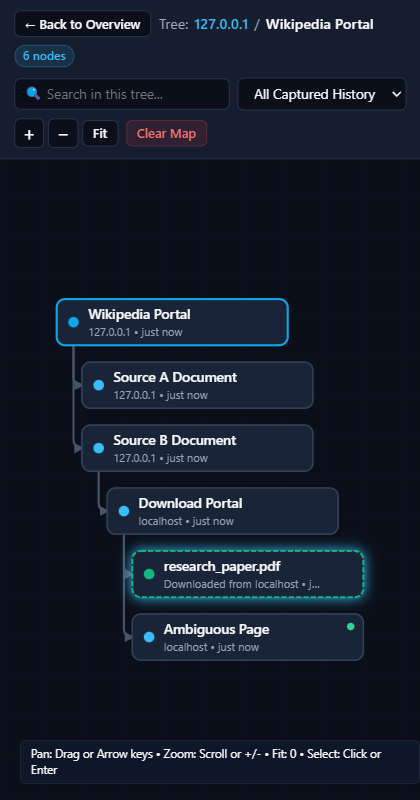 ← Back to Overview Tree: 127.0.0.1 / Wikipedia Portal
6 nodes
Search in this tree... All Captured History
+ − Fit Clear Map
Wikipedia Portal
127.0.0.1 • just now
Source A Document
127.0.0.1 • just now
Source B Document
127.0.0.1 • just now
Download Portal
localhost • just now
research_paper.pdf
Downloaded from localhost • j...
Ambiguous Page
localhost • just now
Pan: Drag or Arrow keys • Zoom: Scroll or +/- • Fit: 0 • Select: Click or
Enter